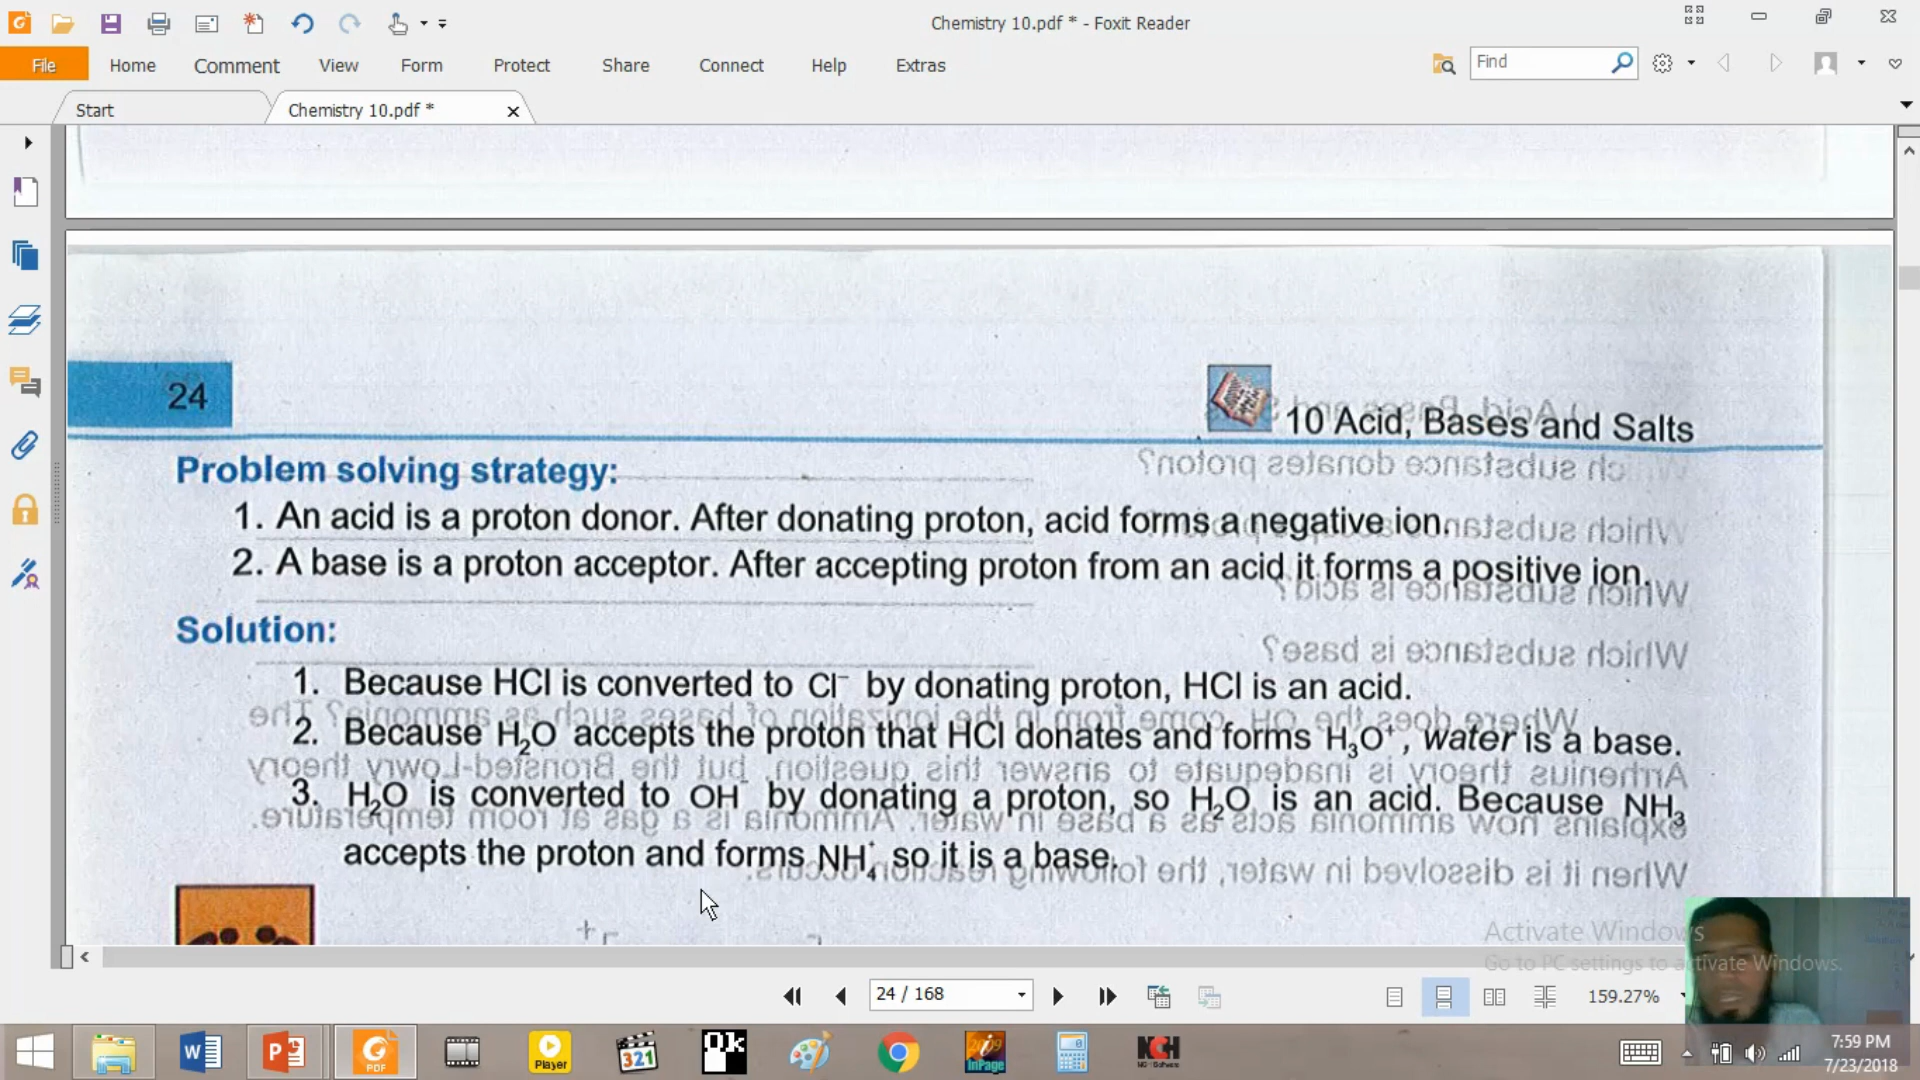 Chemistry 10.pdf * - Foxit Reader
File Home Comment View Form Protect Share Connect Help Extras
Find
Start
Chemistry 10.pdf *
24
10 Acid, Bases and Salts
Problem solving strategy:
1. An acid is a proton donor. After donating proton, acid forms a negative ion.
2. A base is a proton acceptor. After accepting proton from an acid it forms a positive ion.
Solution:
1. Because HCl is converted to Cl⁻ by donating proton, HCl is an acid.
2. Because H₂O accepts the proton that HCl donates and forms H₃O⁺, water is a base.
3. H₂O is converted to OH⁻ by donating a proton, so H₂O is an acid. Because NH₃
accepts the proton and forms NH₄⁺ so it is a base.
Activate Windows
Go to PC settings to activate Windows.
24 / 168
159.27%
Player
321
Ok
InPage
NCH
7:59 PM
7/23/2018